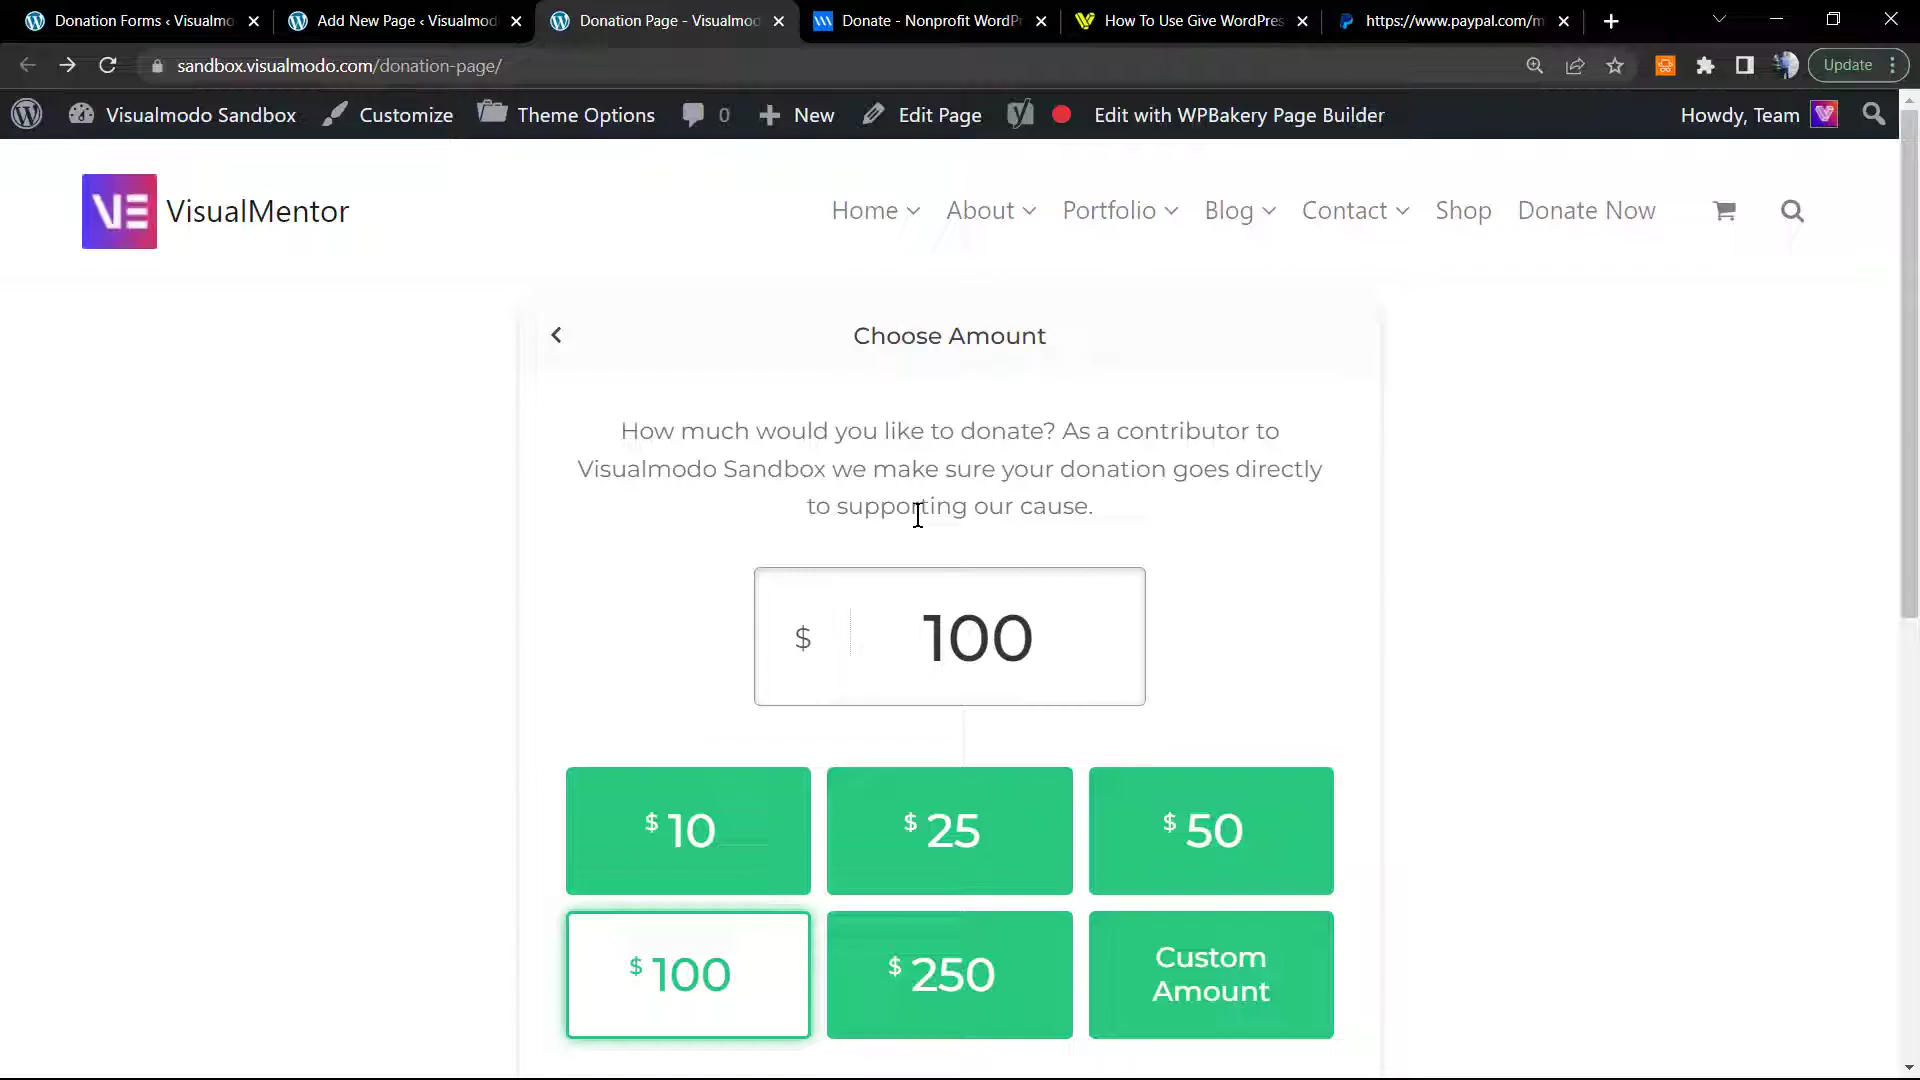 Donation Forms ‹ Visualmo
Add New Page ‹ Visualmod
Donation Page - Visualmod
Donate - Nonprofit WordPr
How To Use Give WordPres
https://www.paypal.com/m
sandbox.visualmodo.com/donation-page/
Update
Visualmodo Sandbox
Customize
Theme Options
0
New
Edit Page
Edit with WPBakery Page Builder
Howdy, Team
VE VisualMentor
Home
About
Portfolio
Blog
Contact
Shop
Donate Now
Choose Amount
How much would you like to donate? As a contributor to
Visualmodo Sandbox we make sure your donation goes directly
to supporting our cause.
$ 100
$ 10
$ 25
$ 50
$ 100
$ 250
Custom
Amount